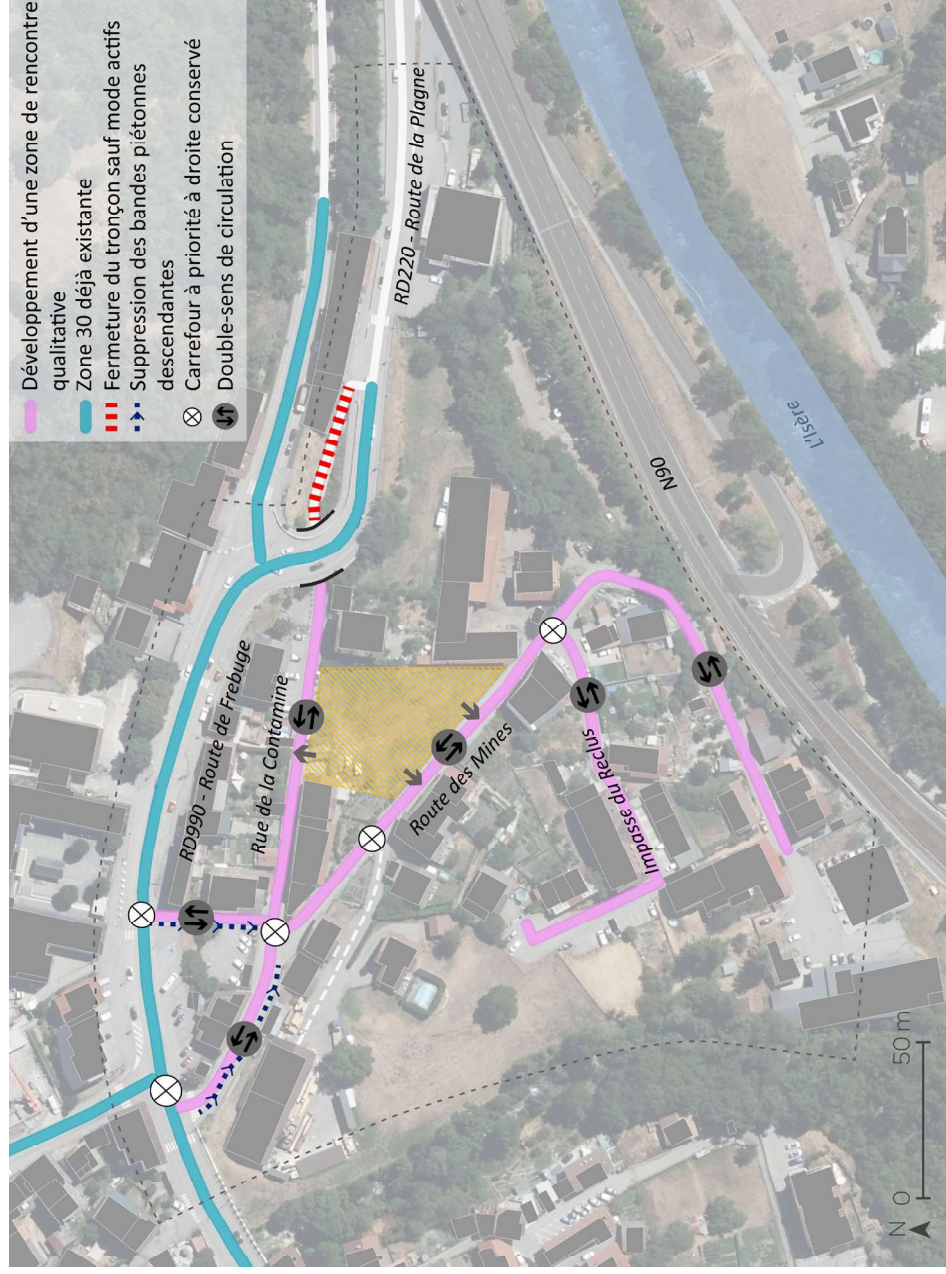 Développement d'une zone de rencontre
qualitative
Zone 30 déjà existante
Fermeture du tronçon sauf mode actifs
Suppression des bandes piétonnes
descendantes
Carrefour à priorité à droite conservé
Double-sens de circulation
RD220 - Route de la Plagne
RD990 - Route de Frebuge
Rue de la Contamine
Route des Mines
Impasse du Reclus
N90
L'Isère
N
0
50 m